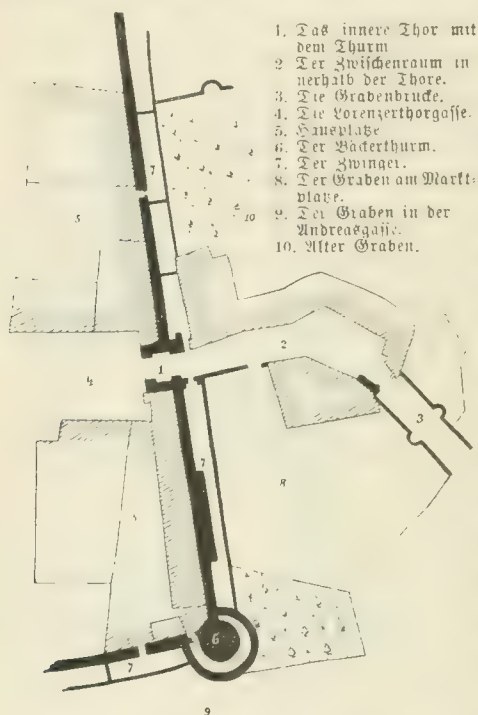 1. Das innere Thor mit
dem Thurm
2 Der Zwischenraum in
nerhalb der Thore.
3. Die Grabenbrücke.
4. Die Lorenzerthorgasse.
5. Hausplätze
6. Der Bäckerthurm.
7. Der Zwinger.
8. Der Graben am Markt=
platze.
9. Der Graben in der
Andreasgasse.
10. Alter Graben.
7
10
5
2
1
4
3
7
8
6
7
9